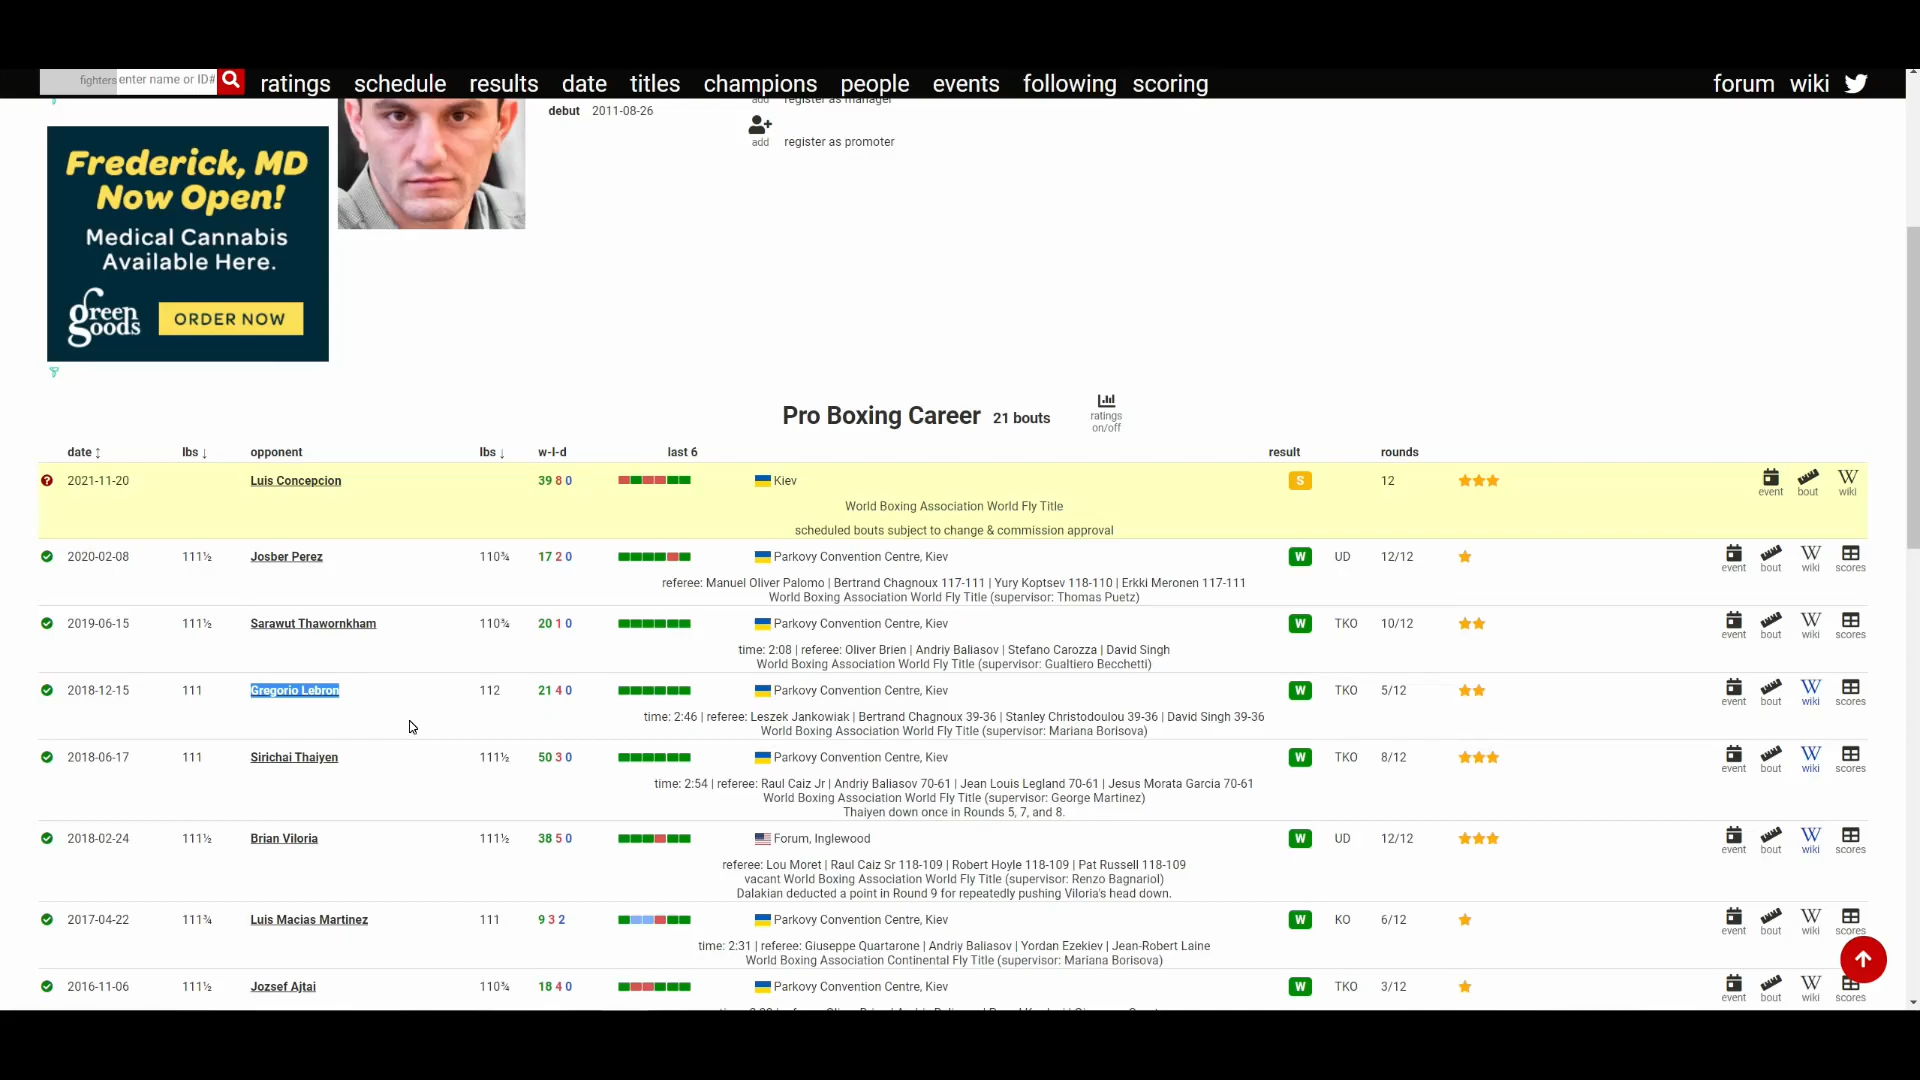 fighters enter name or ID# ratings schedule results date titles champions people events following scoring forum wiki
add register as manager
debut 2011-08-26
add register as promoter
Frederick, MD
Now Open!
Medical Cannabis
Available Here.
green goods ORDER NOW
Pro Boxing Career 21 bouts ratings on/off
date lbs opponent lbs w-l-d last 6 result rounds
2021-11-20 Luis Concepcion 39 8 0 Kiev S 12 event bout wiki
World Boxing Association World Fly Title
scheduled bouts subject to change & commission approval
2020-02-08 111½ Josber Perez 110¾ 17 2 0 Parkovy Convention Centre, Kiev W UD 12/12 event bout wiki scores
referee: Manuel Oliver Palomo | Bertrand Chagnoux 117-111 | Yury Koptsev 118-110 | Erkki Meronen 117-111
World Boxing Association World Fly Title (supervisor: Thomas Puetz)
2019-06-15 111½ Sarawut Thawornkham 110¾ 20 1 0 Parkovy Convention Centre, Kiev W TKO 10/12 event bout wiki scores
time: 2:08 | referee: Oliver Brien | Andriy Baliasov | Stefano Carozza | David Singh
World Boxing Association World Fly Title (supervisor: Gualtiero Becchetti)
2018-12-15 111 Gregorio Lebron 112 21 4 0 Parkovy Convention Centre, Kiev W TKO 5/12 event bout wiki scores
time: 2:46 | referee: Leszek Jankowiak | Bertrand Chagnoux 39-36 | Stanley Christodoulou 39-36 | David Singh 39-36
World Boxing Association World Fly Title (supervisor: Mariana Borisova)
2018-06-17 111 Sirichai Thaiyen 111½ 50 3 0 Parkovy Convention Centre, Kiev W TKO 8/12 event bout wiki scores
time: 2:54 | referee: Raul Caiz Jr | Andriy Baliasov 70-61 | Jean Louis Legland 70-61 | Jesus Morata Garcia 70-61
World Boxing Association World Fly Title (supervisor: George Martinez)
Thaiyen down once in Rounds 5, 7, and 8.
2018-02-24 111½ Brian Viloria 111½ 38 5 0 Forum, Inglewood W UD 12/12 event bout wiki scores
referee: Lou Moret | Raul Caiz Sr 118-109 | Robert Hoyle 118-109 | Pat Russell 118-109
vacant World Boxing Association World Fly Title (supervisor: Renzo Bagnariol)
Dalakian deducted a point in Round 9 for repeatedly pushing Viloria's head down.
2017-04-22 111¾ Luis Macias Martinez 111 9 3 2 Parkovy Convention Centre, Kiev W KO 6/12 event bout wiki scores
time: 2:31 | referee: Giuseppe Quartarone | Andriy Baliasov | Yordan Ezekiev | Jean-Robert Laine
World Boxing Association Continental Fly Title (supervisor: Mariana Borisova)
2016-11-06 111½ Jozsef Ajtai 110¾ 18 4 0 Parkovy Convention Centre, Kiev W TKO 3/12 event bout wiki scores